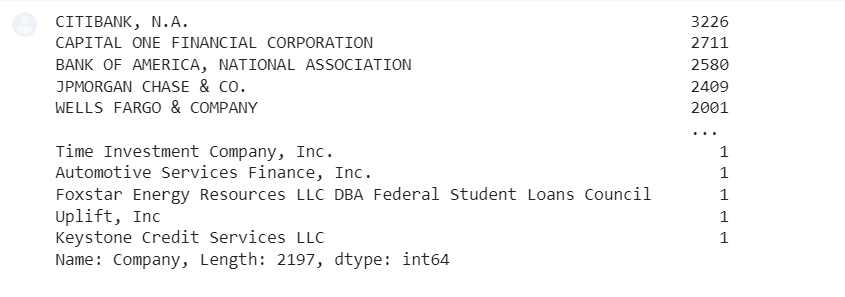 CITIBANK, N.A. 3226
CAPITAL ONE FINANCIAL CORPORATION 2711
BANK OF AMERICA, NATIONAL ASSOCIATION 2580
JPMORGAN CHASE & CO. 2409
WELLS FARGO & COMPANY 2001
...
Time Investment Company, Inc. 1
Automotive Services Finance, Inc. 1
Foxstar Energy Resources LLC DBA Federal Student Loans Council 1
Uplift, Inc 1
Keystone Credit Services LLC 1
Name: Company, Length: 2197, dtype: int64